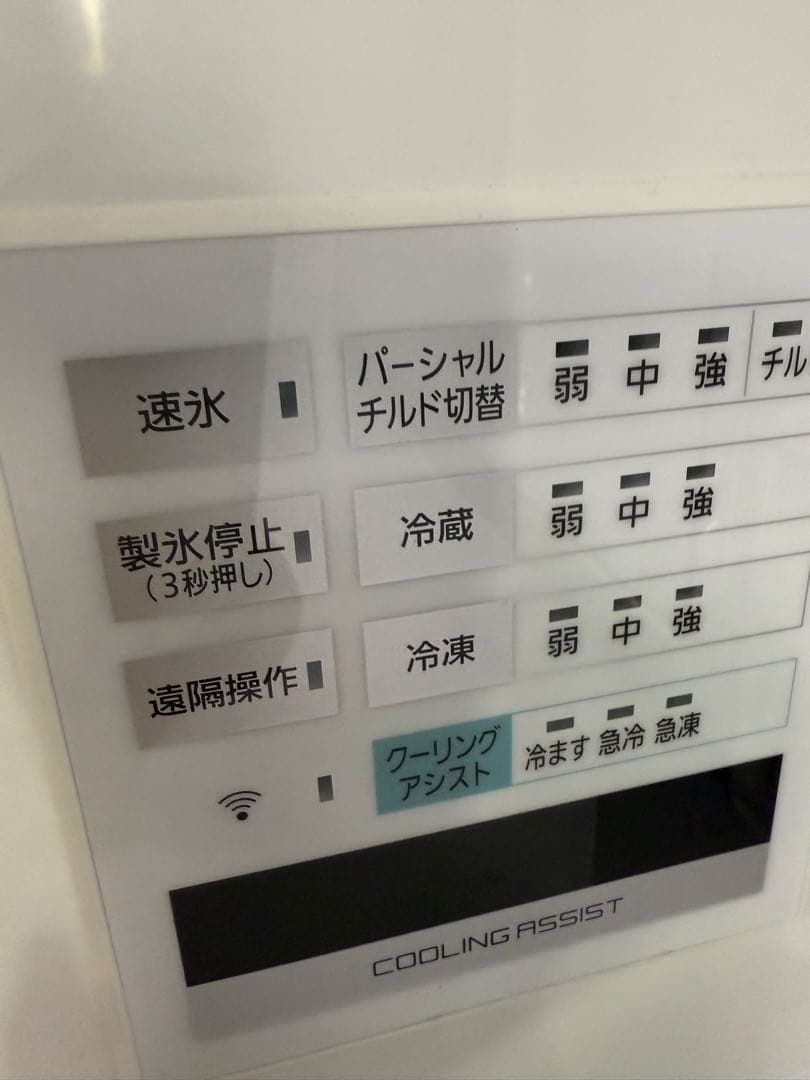 速氷
パーシャル
チルド切替
弱 中 強 チル
製氷停止
(3秒押し)
冷蔵
弱 中 強
遠隔操作
冷凍
弱 中 強
クーリング
アシスト
冷ます 急冷 急凍
COOLING ASSIST